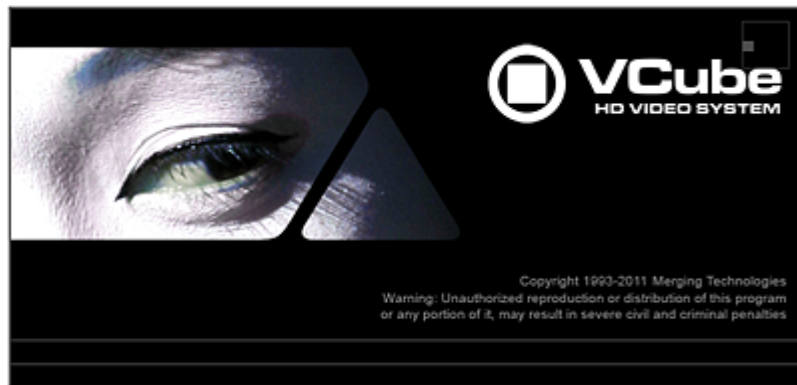 VCube
HD VIDEO SYSTEM
Copyright 1993-2011 Merging Technologies
Warning: Unauthorized reproduction or distribution of this program
or any portion of it, may result in severe civil and criminal penalties